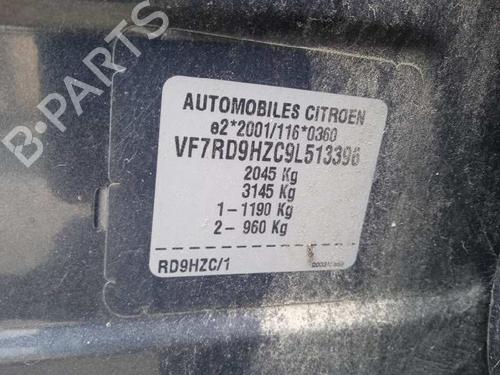 B-PARTS
AUTOMOBILES CITROEN
e2*2001/116*0360
VF7RD9HZC9L513396
2045 Kg
3145 Kg
1-1190 Kg
2- 960 Kg
RD9HZC/1